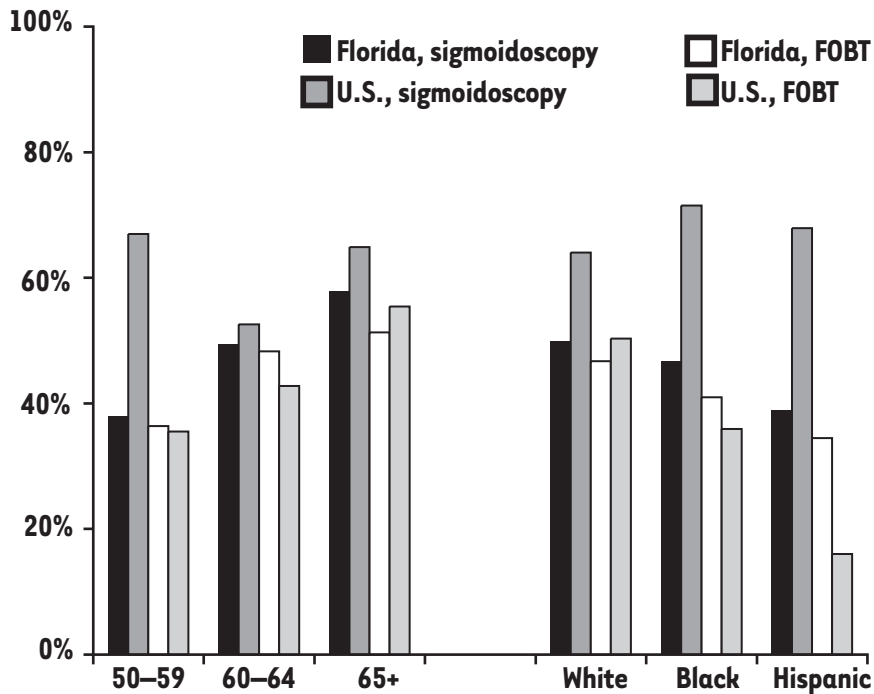 100%
80%
60%
40%
20%
0%
Florida, sigmoidoscopy
Florida, FOBT
U.S., sigmoidoscopy
U.S., FOBT
50–59 60–64 65+ White Black Hispanic